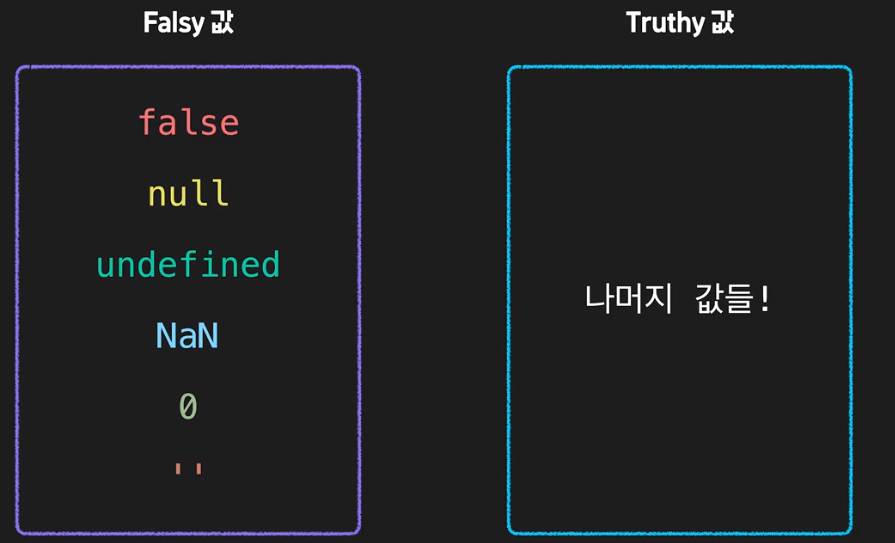 Falsy 값
false
null
undefined
NaN
0
''
Truthy 값
나머지 값들!